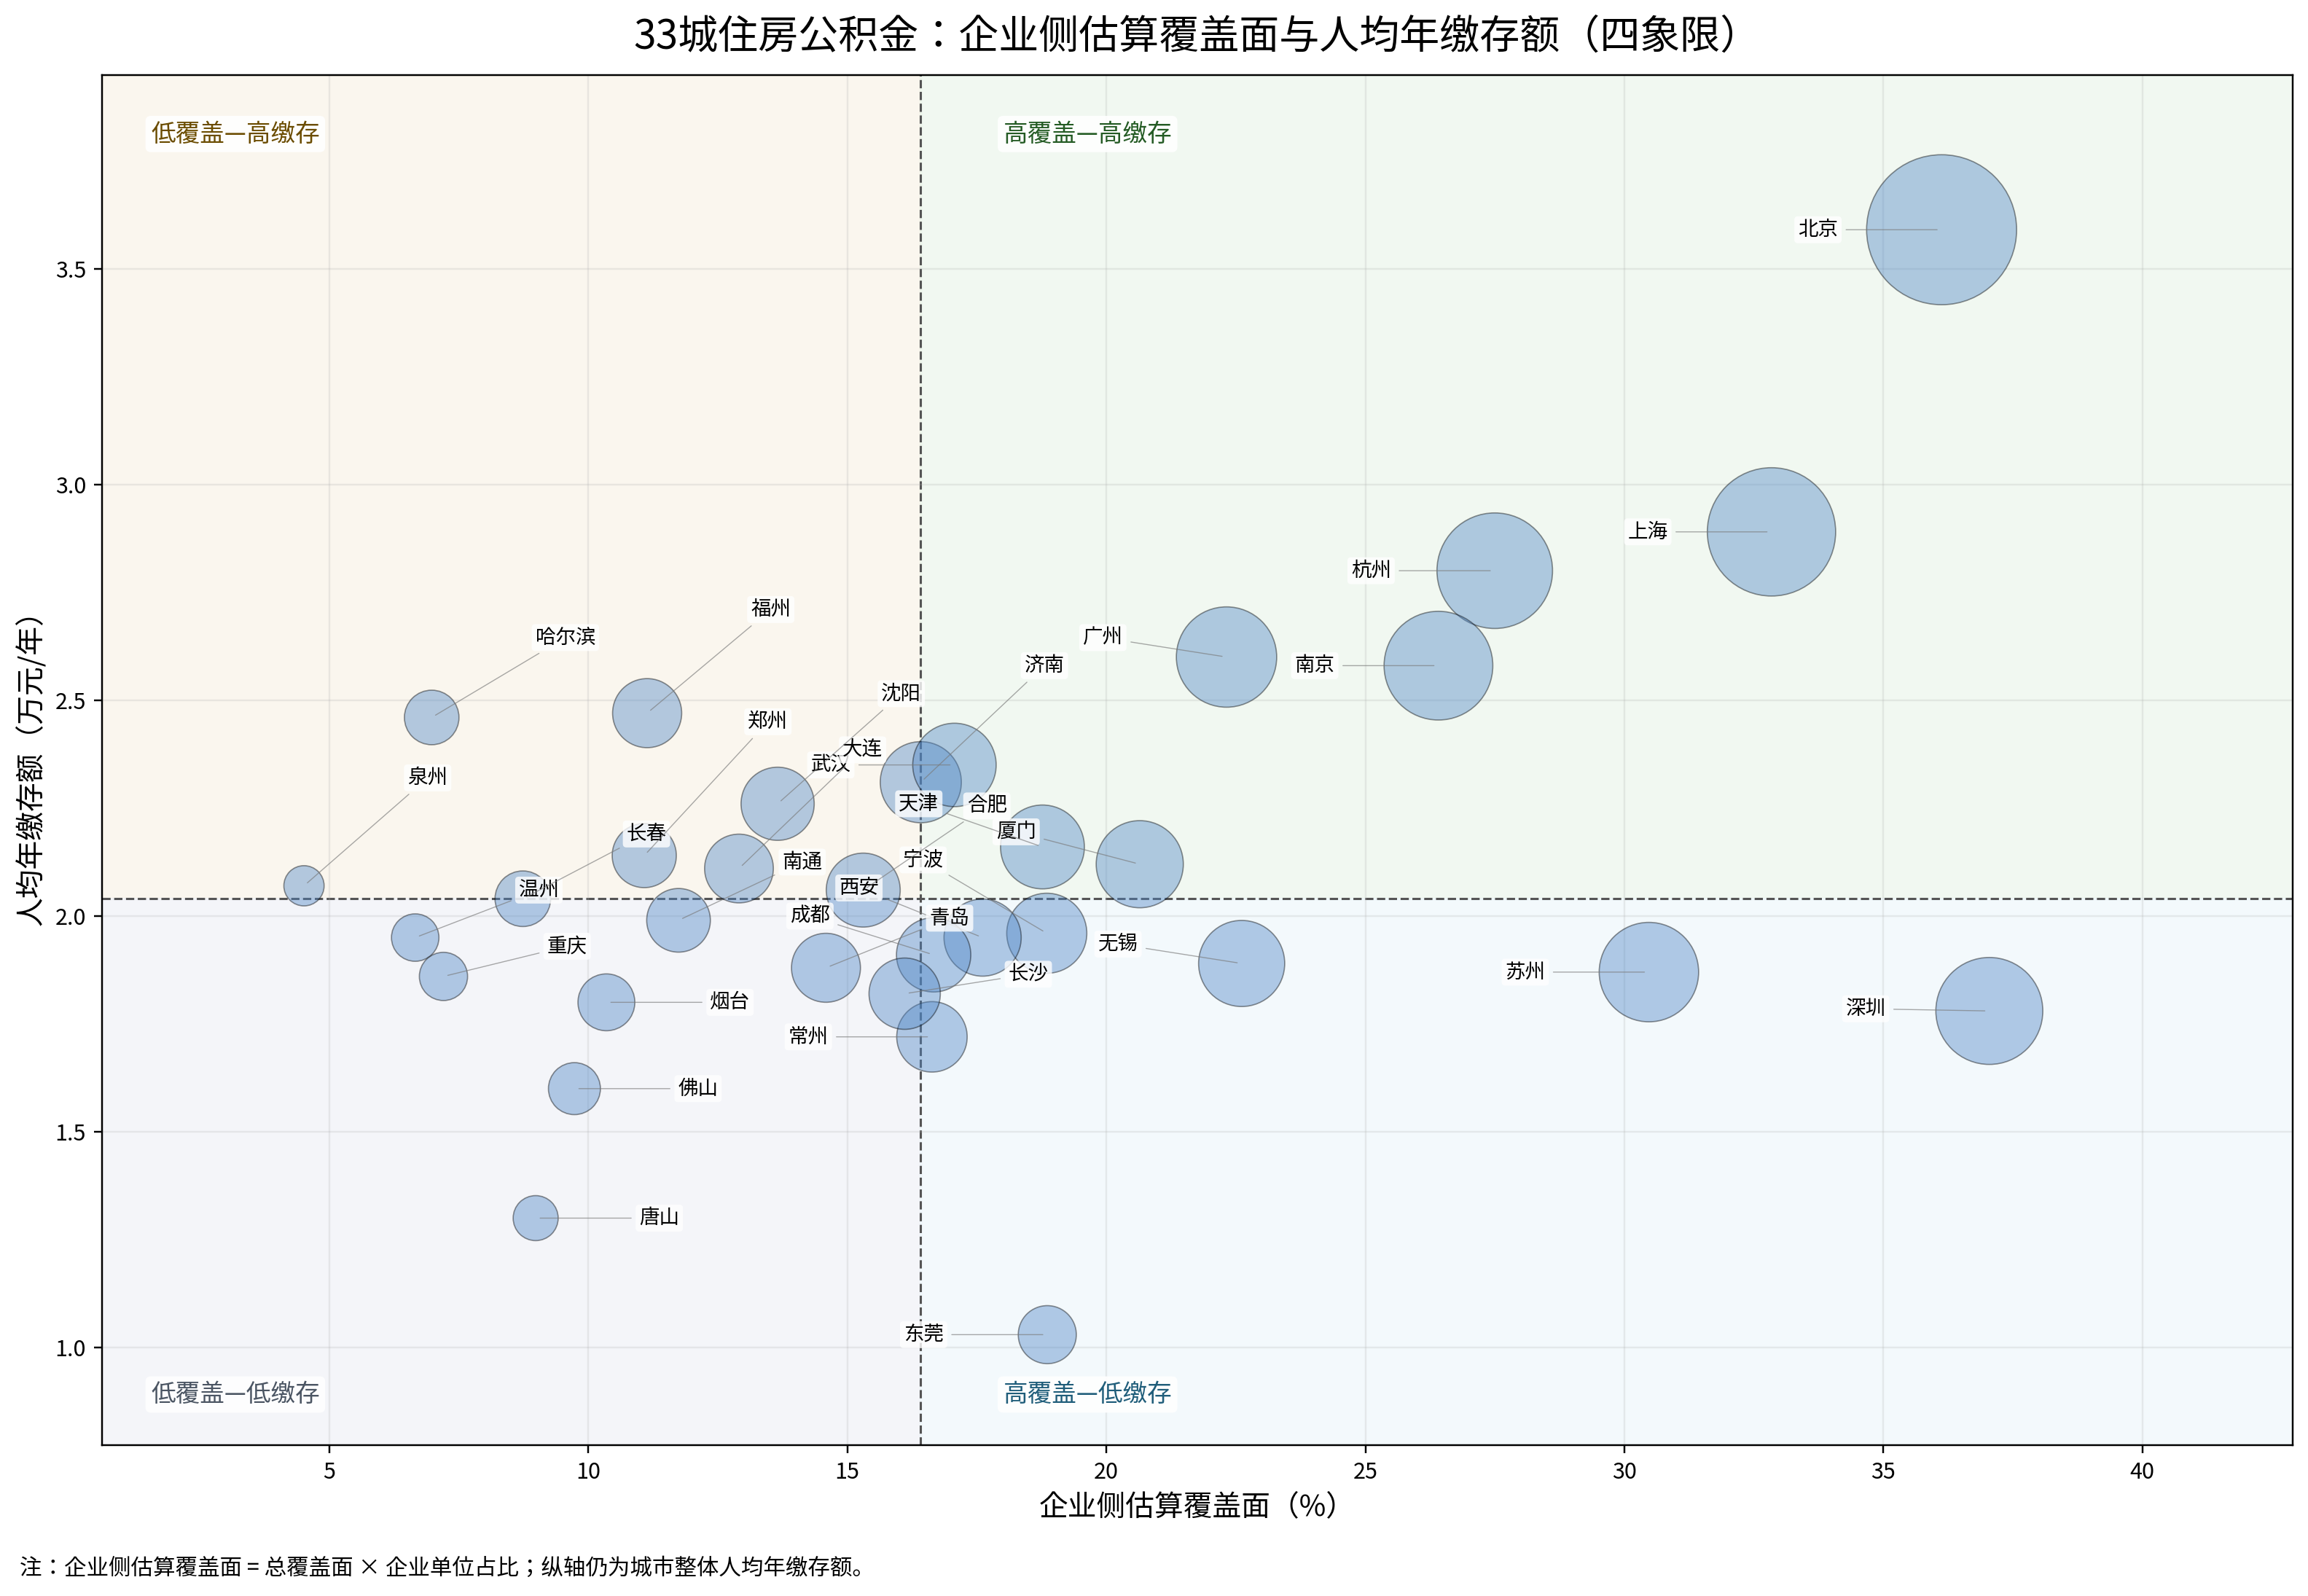 33城住房公积金：企业侧估算覆盖面与人均年缴存额（四象限）
低覆盖—高缴存
高覆盖—高缴存
北京
3.5
3.0
上海
杭州
福州
哈尔滨
广州
济南
南京
沈阳
2.5
郑州
大连
武汉
泉州
天津
合肥
长春
厦门
宁波
南通
温州
西安
2.0
成都
青岛
重庆
无锡
长沙
苏州
烟台
深圳
常州
佛山
1.5
唐山
东莞
1.0
低覆盖—低缴存
高覆盖—低缴存
人均年缴存额（万元/年）
5
10
15
20
25
30
35
40
企业侧估算覆盖面（%）
注：企业侧估算覆盖面 = 总覆盖面 × 企业单位占比；纵轴仍为城市整体人均年缴存额。